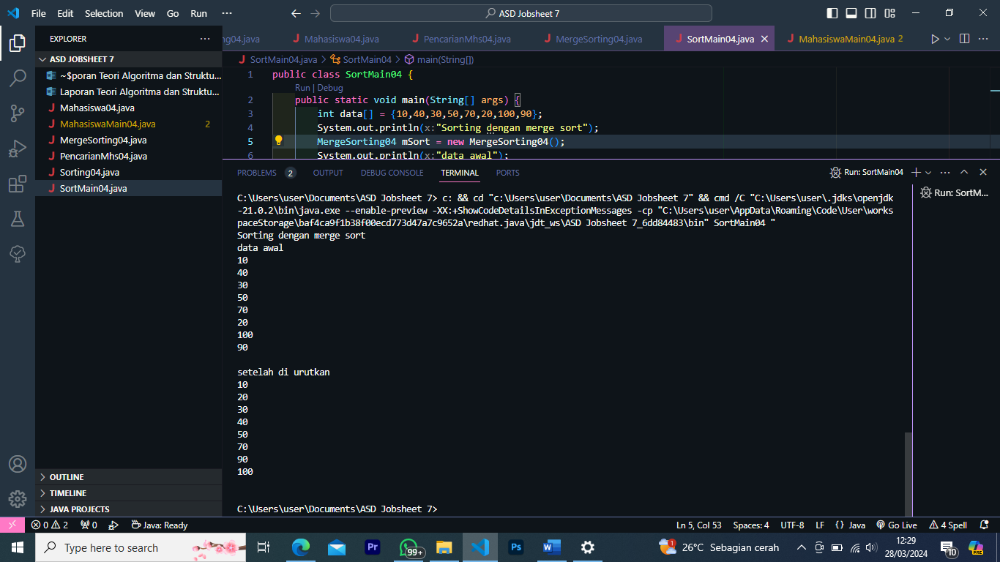 File Edit Selection View Go Run ··· ASD Jobsheet 7
EXPLORER ···
ASD JOBSHEET 7
~$poran Teori Algoritma dan Struktu...
Laporan Teori Algoritma dan Struktu...
Mahasiswa04.java
MahasiswaMain04.java 2
MergeSorting04.java
PencarianMhs04.java
Sorting04.java
SortMain04.java
OUTLINE
TIMELINE
JAVA PROJECTS
ng04.java Mahasiswa04.java PencarianMhs04.java MergeSorting04.java SortMain04.java MahasiswaMain04.java 2 ···
SortMain04.java > SortMain04 > main(String[])
1 public class SortMain04 {
Run | Debug
2 public static void main(String[] args) {
3 int data[] = {10,40,30,50,70,20,100,90};
4 System.out.println(x:"Sorting dengan merge sort");
5 MergeSorting04 mSort = new MergeSorting04();
6 System.out.println(x:"data awal");
PROBLEMS 2 OUTPUT DEBUG CONSOLE TERMINAL PORTS Run: SortMain04 ···
Run: SortM...
C:\Users\user\Documents\ASD Jobsheet 7> c: && cd "c:\Users\user\Documents\ASD Jobsheet 7" && cmd /C "C:\Users\user\.jdks\openjdk
-21.0.2\bin\java.exe --enable-preview -XX:+ShowCodeDetailsInExceptionMessages -cp "C:\Users\user\AppData\Roaming\Code\User\works
paceStorage\baf4ca9f1b38f00ecd773d47a7c9652a\redhat.java\jdt_ws\ASD Jobsheet 7_6dd84483\bin" SortMain04 "
Sorting dengan merge sort
data awal
10
40
30
50
70
20
100
90
setelah di urutkan
10
20
30
40
50
70
90
100
C:\Users\user\Documents\ASD Jobsheet 7>
0 2 0 Java: Ready Ln 5, Col 53 Spaces: 4 UTF-8 LF {} Java Go Live 4 Spell
Type here to search Pr 99+ Ps W 1 26°C Sebagian cerah 12:29
28/03/2024 10 PRE